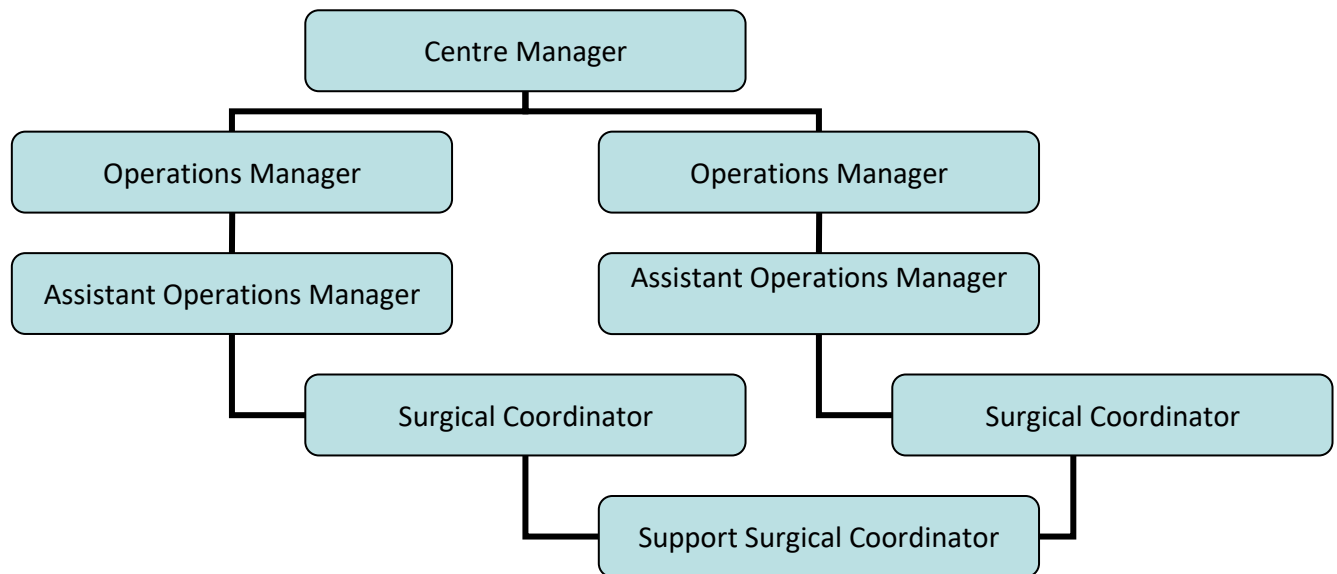 Centre Manager
Operations Manager
Operations Manager
Assistant Operations Manager
Assistant Operations Manager
Surgical Coordinator
Surgical Coordinator
Support Surgical Coordinator